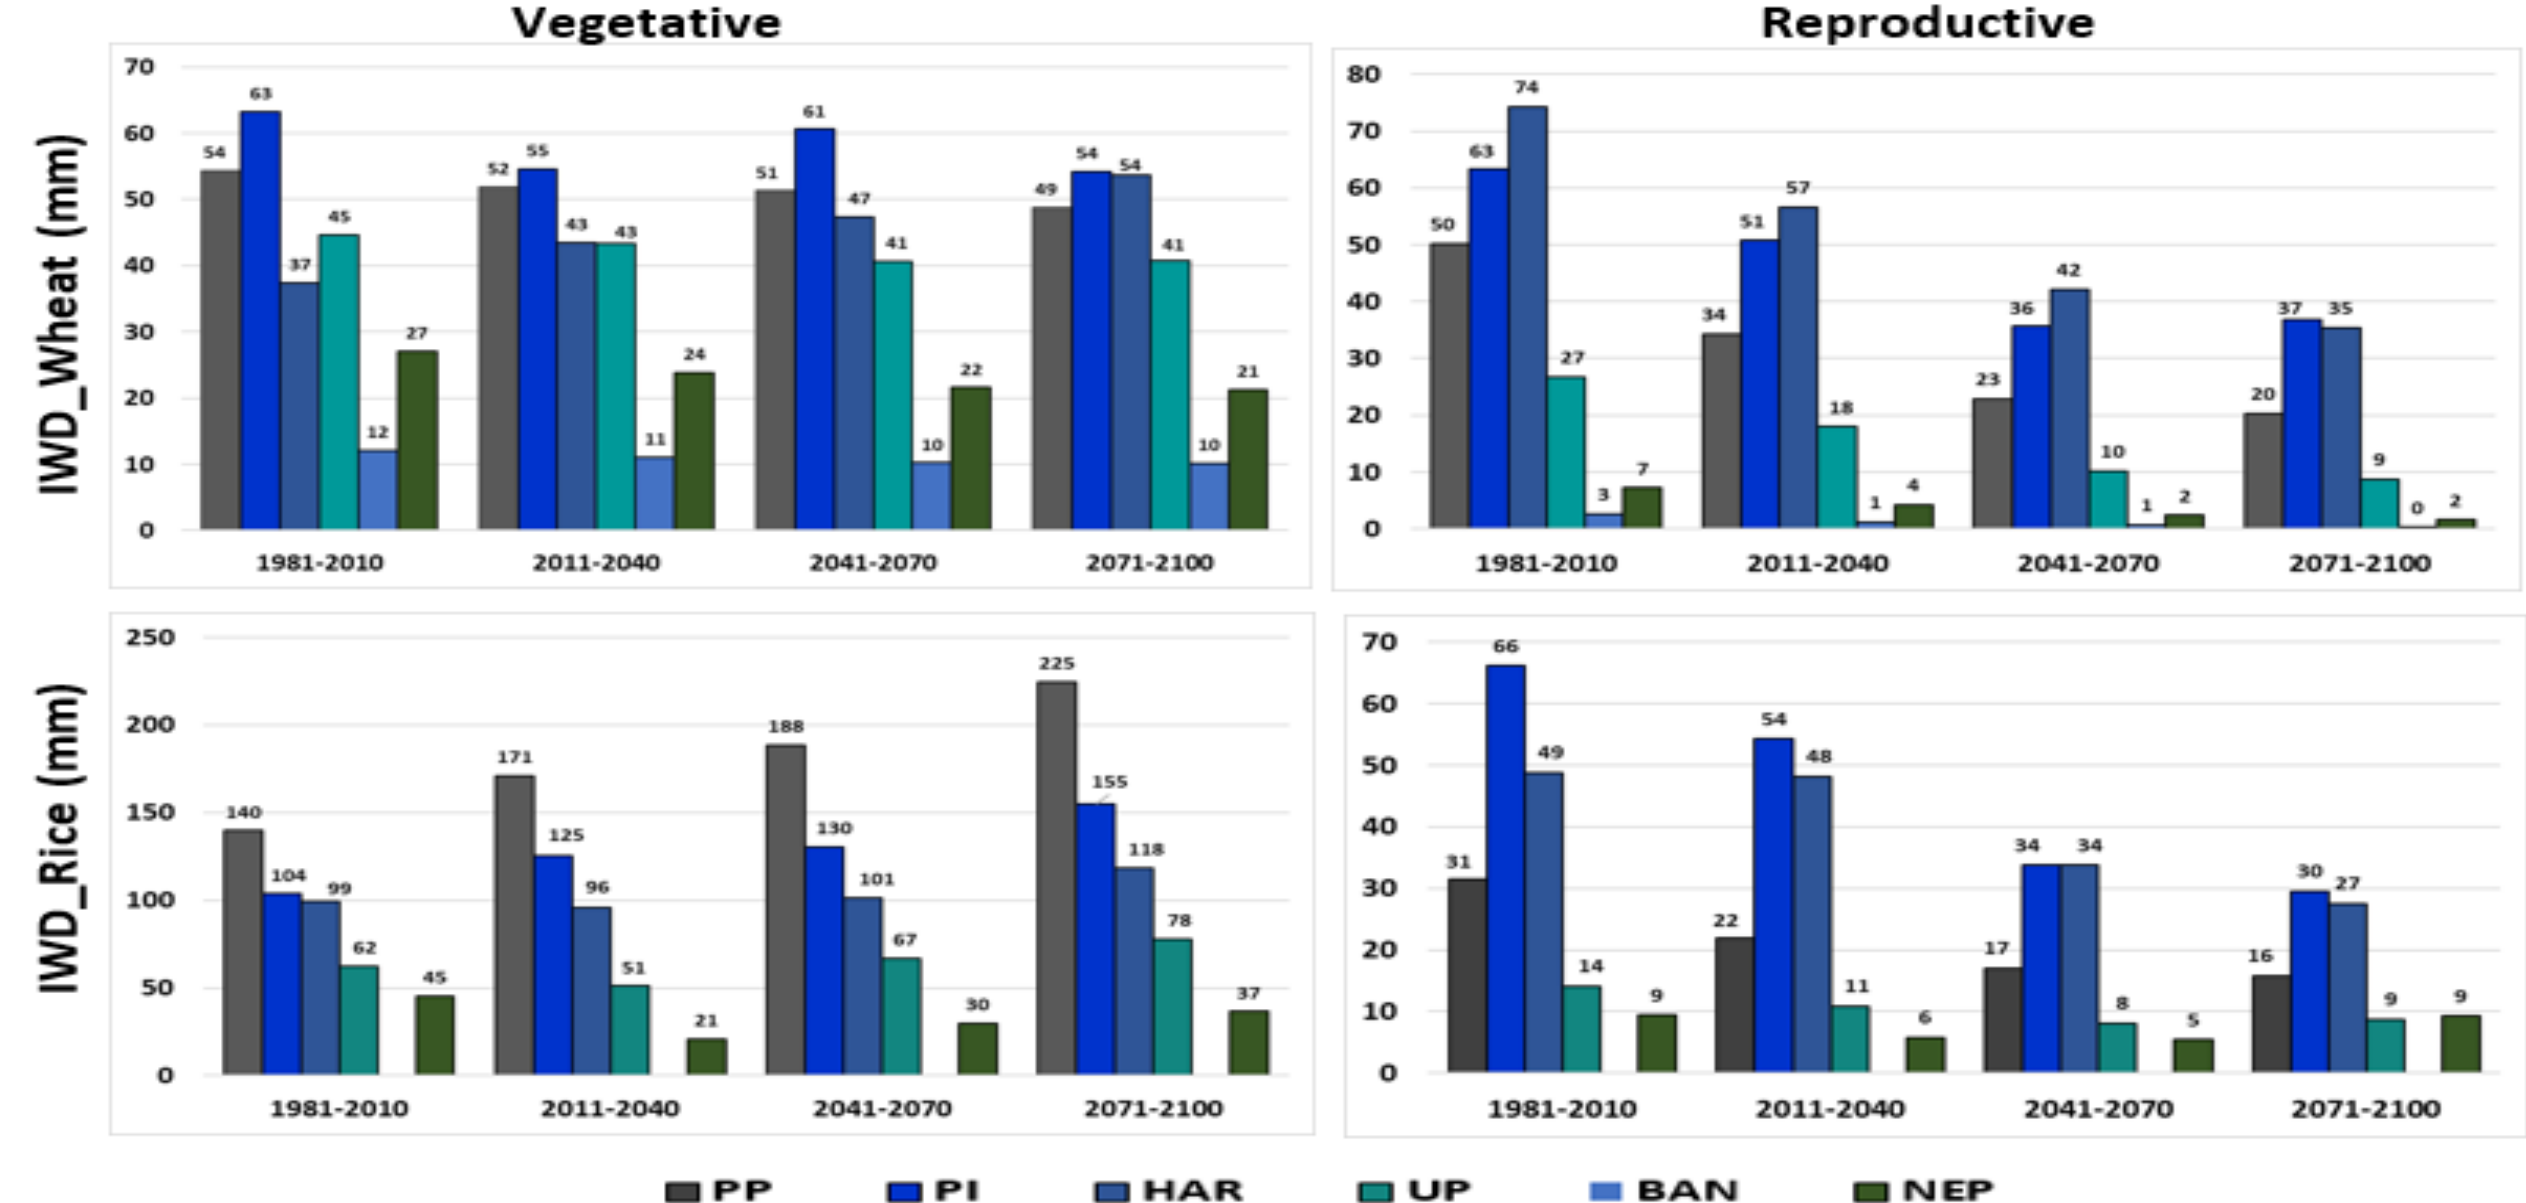 Vegetative
Reproductive
IWD_Wheat (mm)
70
60
50
40
30
20
10
0
54 63 37 45 12 27
52 55 43 43 11 24
51 61 47 41 10 22
49 54 54 41 10 21
1981-2010 2011-2040 2041-2070 2071-2100
80
70
60
50
40
30
20
10
0
50 63 74 27 3 7
34 51 57 18 1 4
23 36 42 10 1 2
20 37 35 9 0 2
1981-2010 2011-2040 2041-2070 2071-2100
IWD_Rice (mm)
250
200
150
100
50
0
140 104 99 62 45
171 125 96 51 21
188 130 101 67 30
225 155 118 78 37
1981-2010 2011-2040 2041-2070 2071-2100
70
60
50
40
30
20
10
0
31 66 49 14 9
22 54 48 11 6
17 34 34 8 5
16 30 27 9 9
1981-2010 2011-2040 2041-2070 2071-2100
PP PI HAR UP BAN NEP